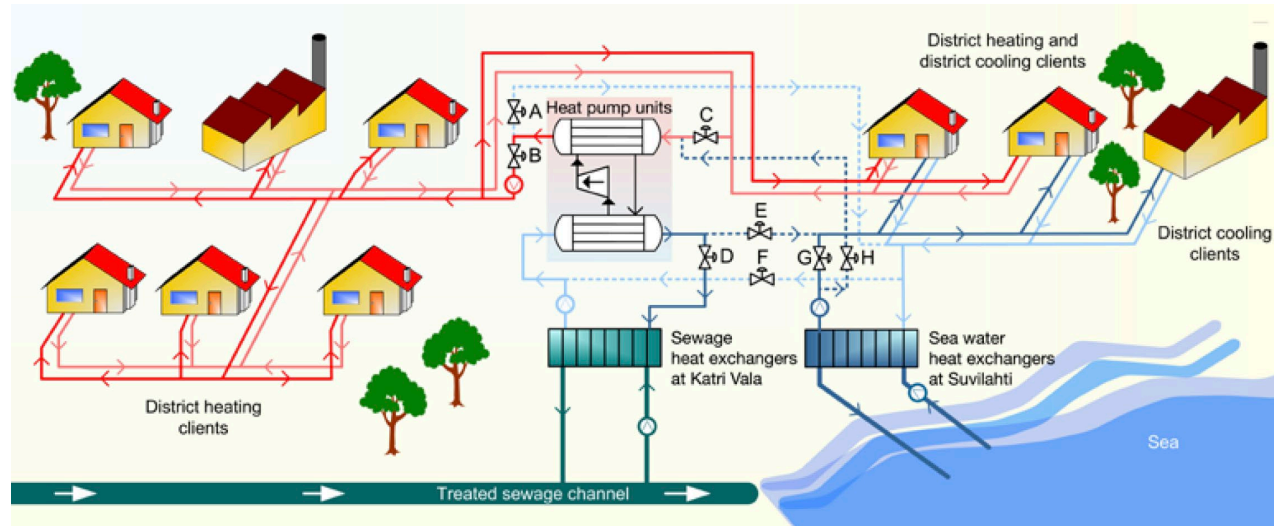 District heating and
district cooling clients
A
Heat pump units
C
B
E
D
F
G
H
District cooling
clients
Sewage
heat exchangers
at Katri Vala
Sea water
heat exchangers
at Suvilahti
District heating
clients
Sea
Treated sewage channel